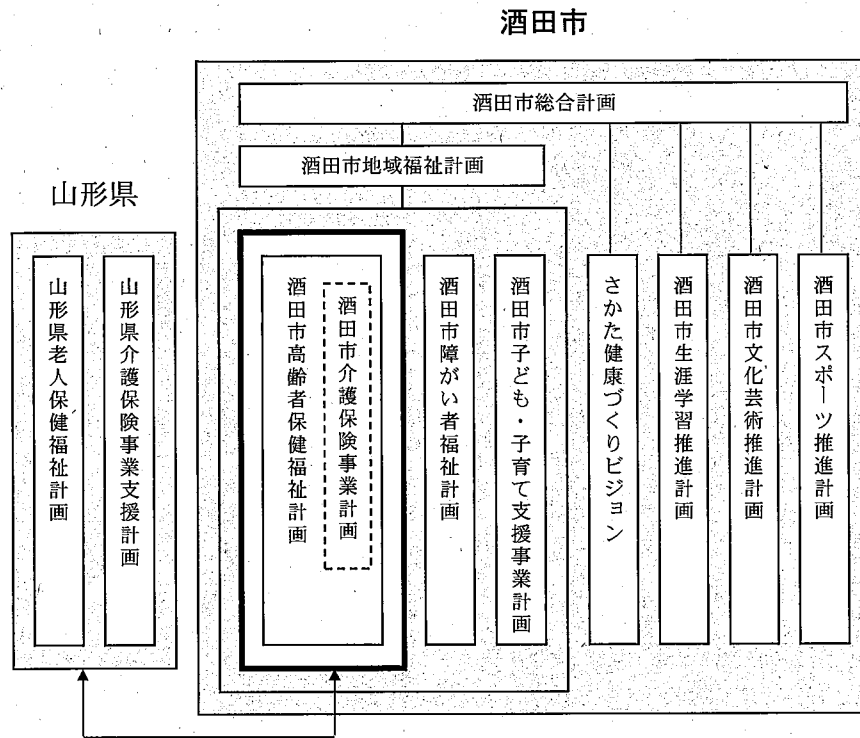 酒田市
酒田市総合計画
酒田市地域福祉計画
山形県
山形県老人保健福祉計画
山形県介護保険事業支援計画
酒田市高齢者保健福祉計画
酒田市介護保険事業計画
酒田市障がい者福祉計画
酒田市子ども・子育て支援事業計画
さかた健康づくりビジョン
酒田市生涯学習推進計画
酒田市文化芸術推進計画
酒田市スポーツ推進計画